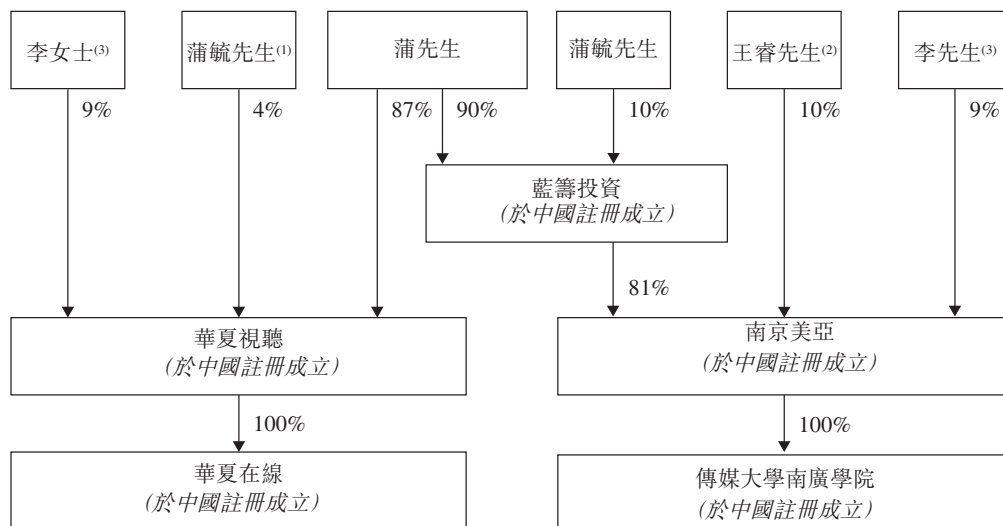 李女士(3)
蒲毓先生(1)
蒲先生
蒲毓先生
王睿先生(2)
李先生(3)
9%
4%
87%
90%
10%
10%
9%
藍籌投資
(於中國註冊成立)
81%
華夏視聽
(於中國註冊成立)
南京美亞
(於中國註冊成立)
100%
100%
華夏在線
(於中國註冊成立)
傳媒大學南廣學院
(於中國註冊成立)